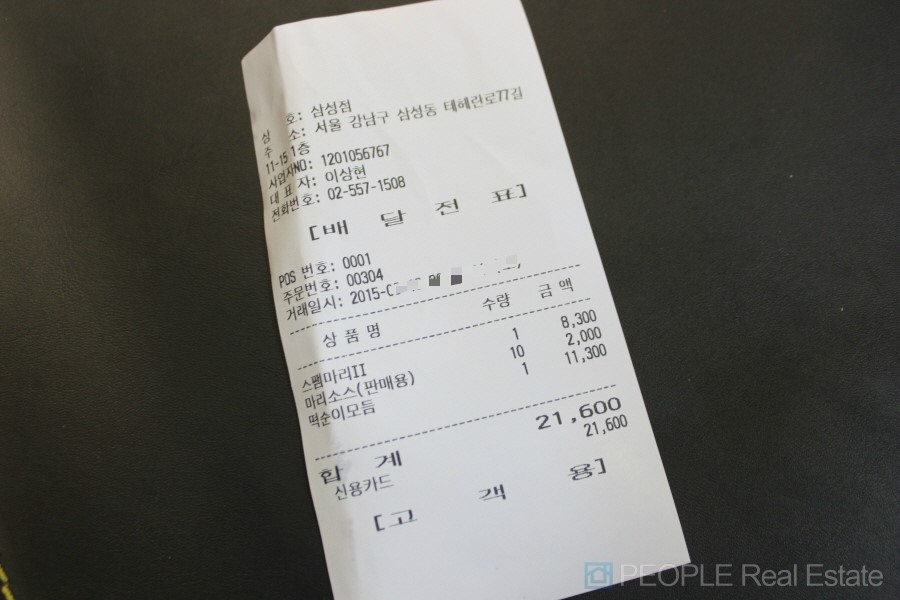 상 호: 삼성점
주 소: 서울 강남구 삼성동 테헤란로77길
11-15 1층
사업자NO: 1201056767
대 표 자: 이상현
전화번호: 02-557-1508
[배 달 전 표]
POS 번호: 0001
주문번호: 00304
거래일시: 2015-
상 품 명 수량 금 액
스팸마리II 1 8,300
마리소스(판매용) 10 2,000
떡순이모듬 1 11,300
합 계 21,600
신용카드 21,600
[고 객 용]
PEOPLE Real Estate